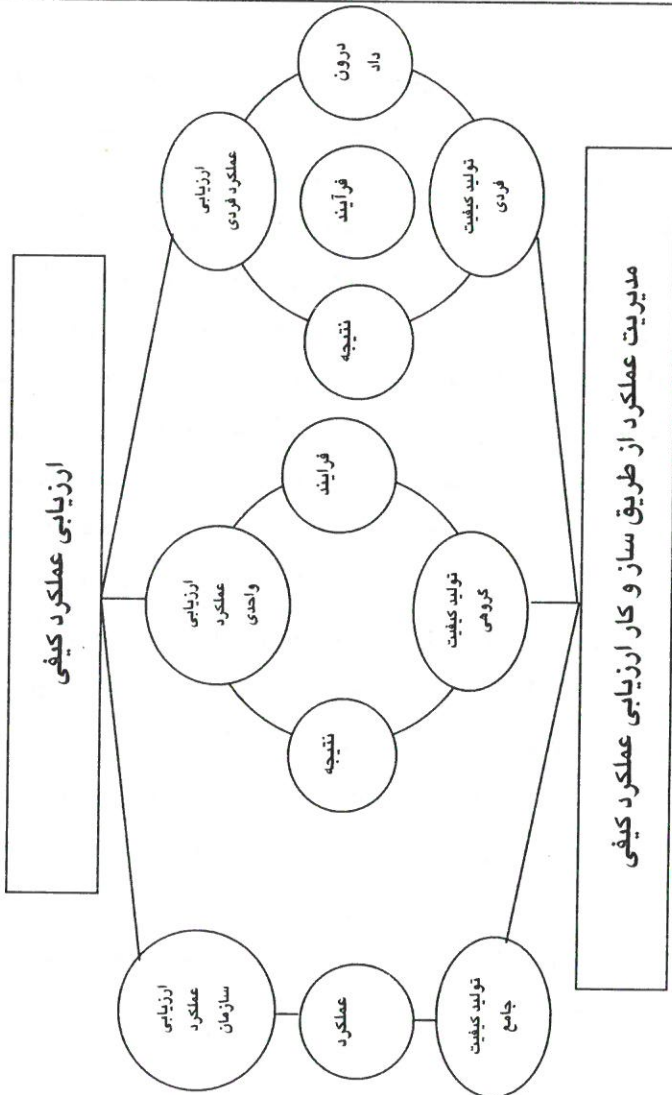 ارزیابی عملکرد کیفی
ارزیابی
عملکرد فردی
ارزیابی
عملکرد
واحدی
ارزیابی
عملکرد
سازمان
درون
داد
فرآیند
نتیجه
فرایند
نتیجه
عملکرد
تولید کیفیت
فردی
تولید کیفیت
گروهی
تولید کیفیت
جامع
مدیریت عملکرد از طریق ساز و کار ارزیابی عملکرد کیفی